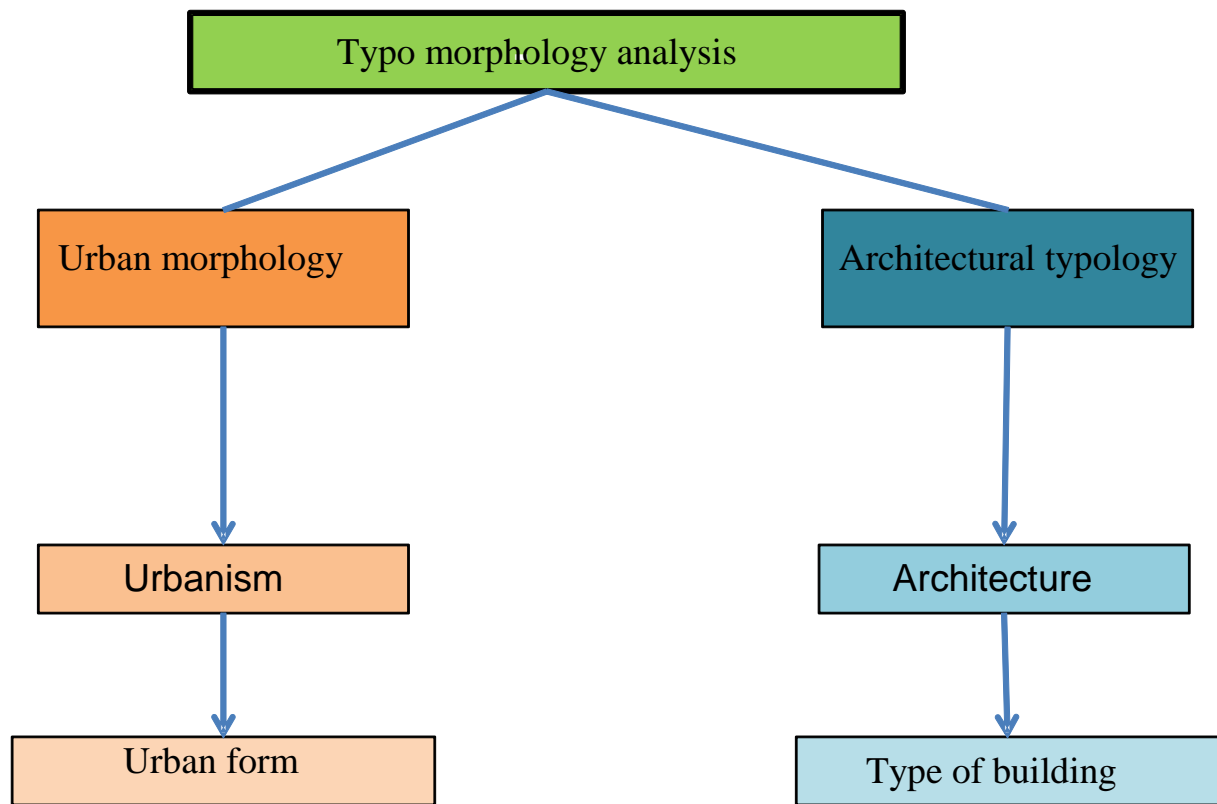 Typo morphology analysis
Urban morphology
Architectural typology
Urbanism
Architecture
Urban form
Type of building